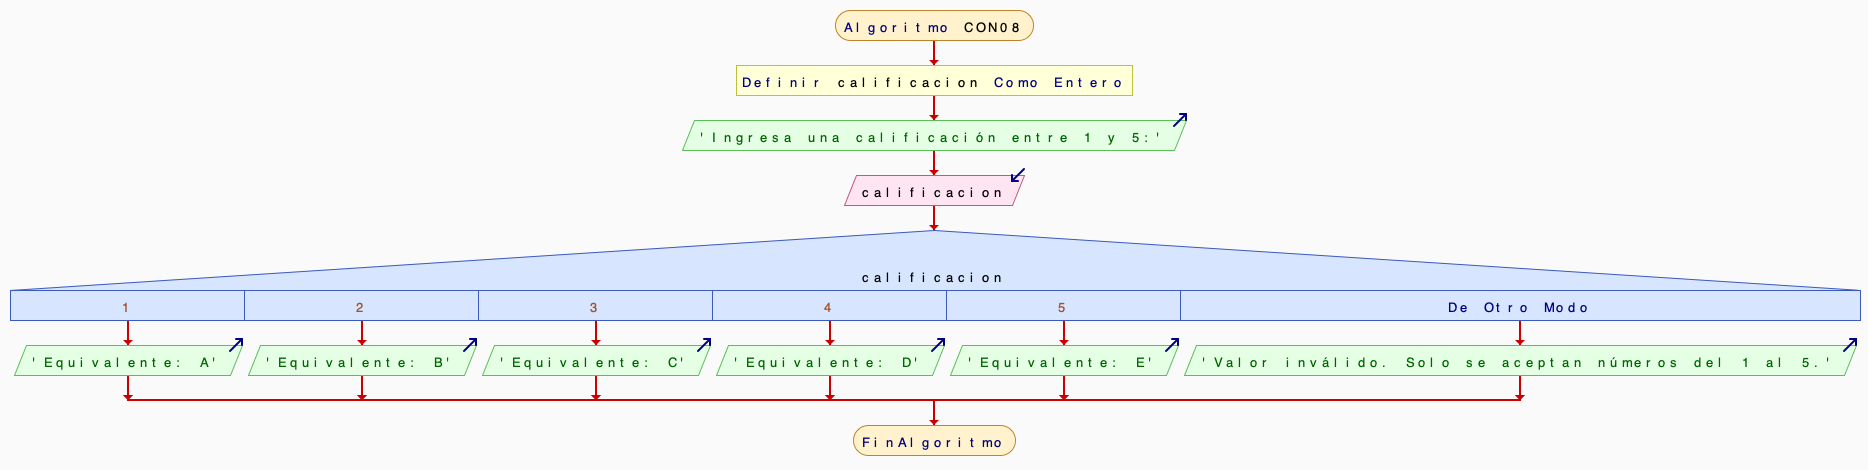 Algoritmo CON08
Definir calificacion Como Entero
'Ingresa una calificación entre 1 y 5:'
calificacion
calificacion
1 2 3 4 5 De Otro Modo
'Equivalente: A' 'Equivalente: B' 'Equivalente: C' 'Equivalente: D' 'Equivalente: E' 'Valor inválido. Solo se aceptan números del 1 al 5.'
FinAlgoritmo